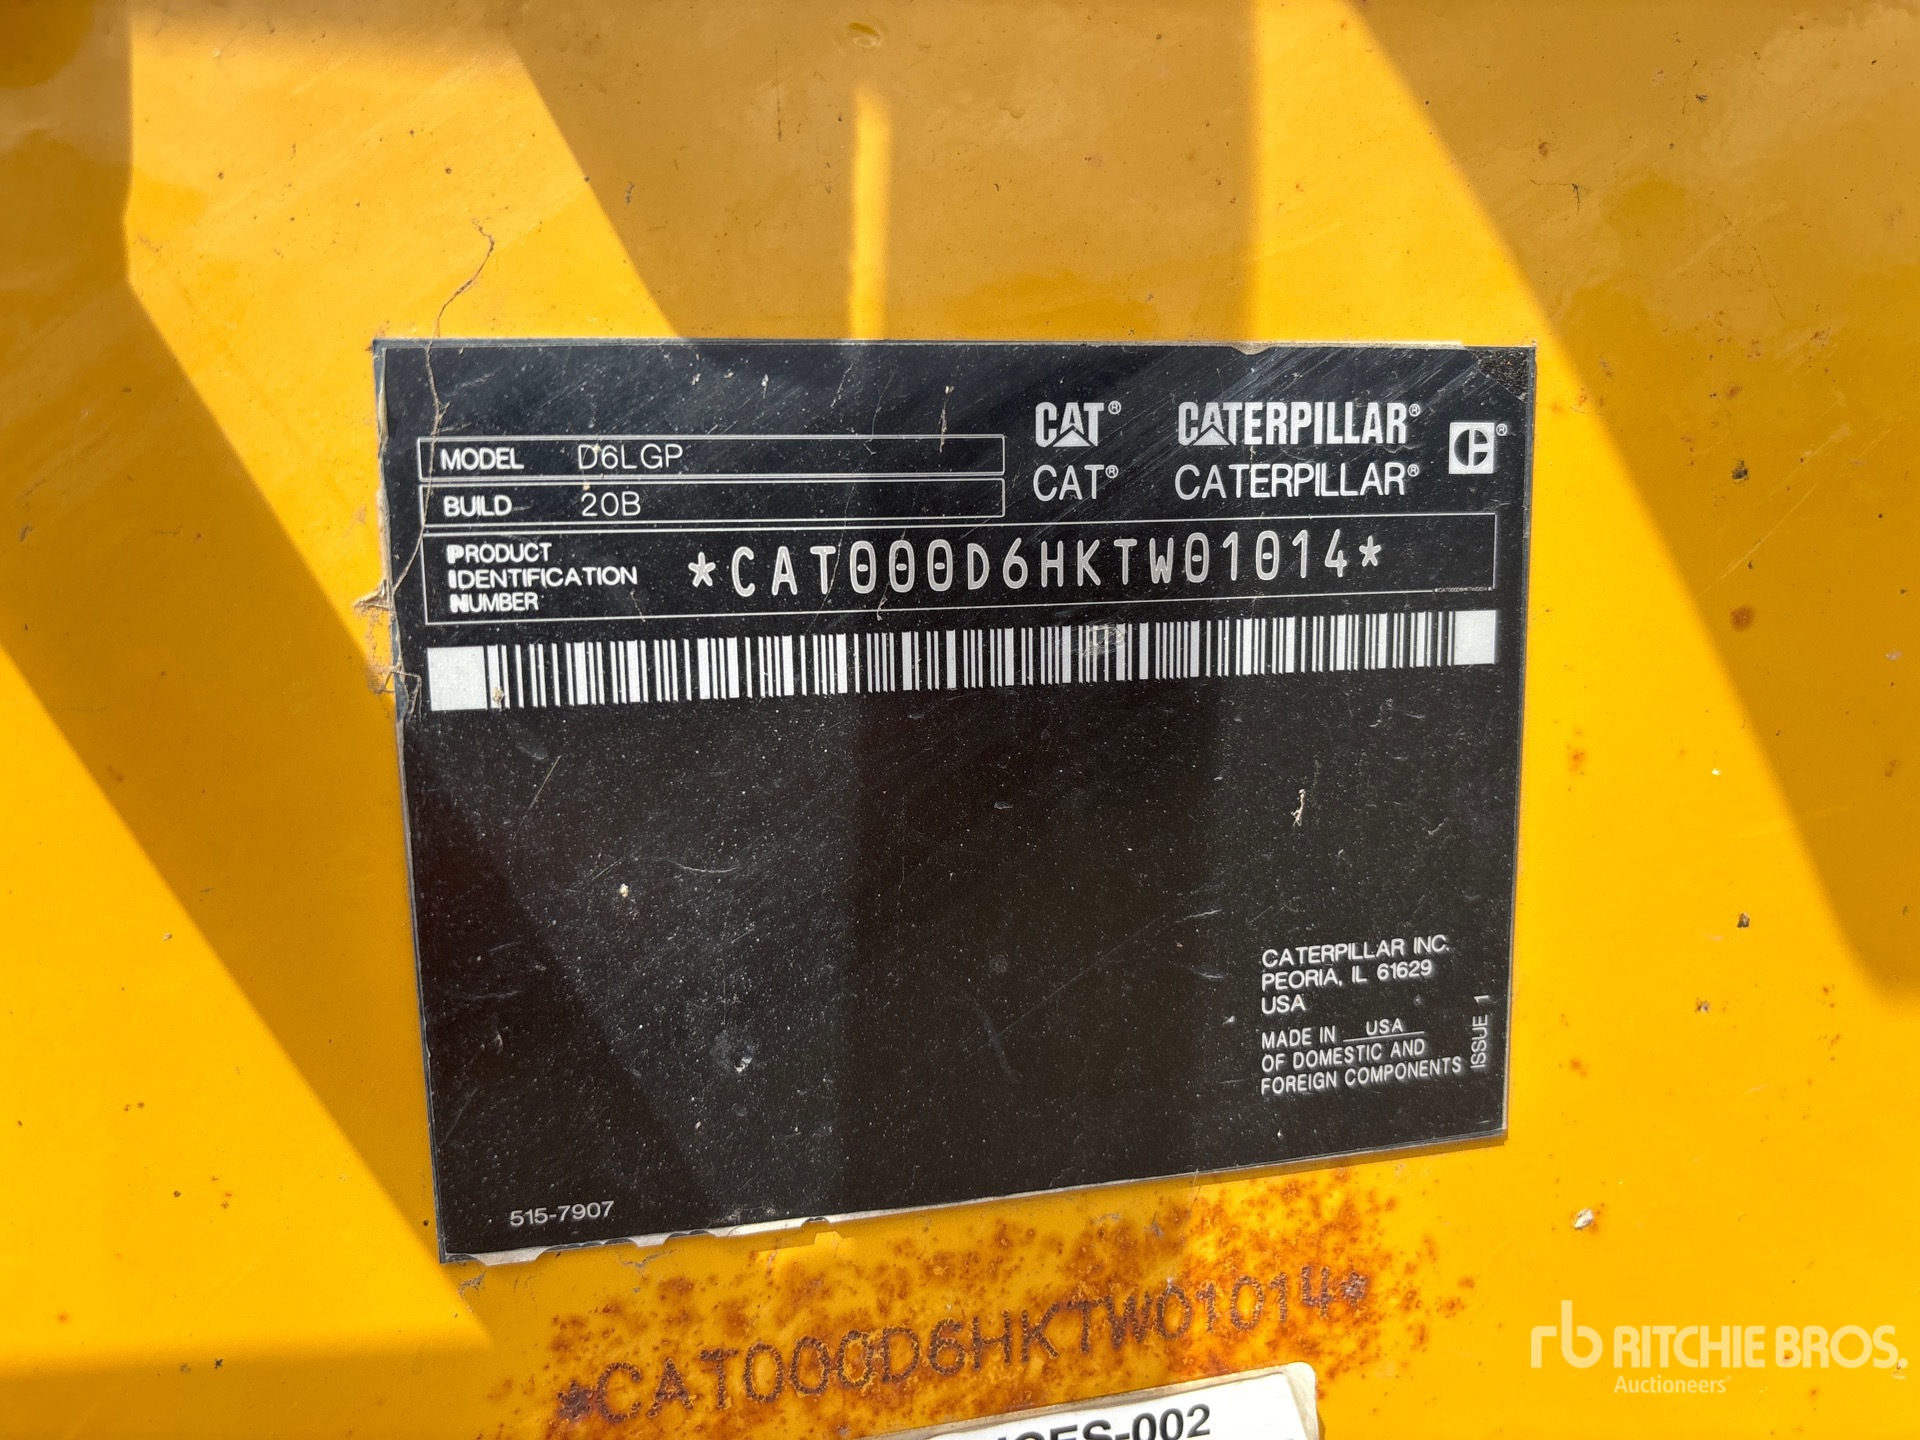 MODEL D6LGP
BUILD 20B
CAT® CATERPILLAR®
CAT® CATERPILLAR®
PRODUCT
IDENTIFICATION
NUMBER
*CAT000D6HKTW01014*
CATERPILLAR INC.
PEORIA, IL 61629
USA
MADE IN USA
OF DOMESTIC AND
FOREIGN COMPONENTS
ISSUE 1
515-7907
*CAT000D6HKTW01014*
rb RITCHIE BROS.
Auctioneers